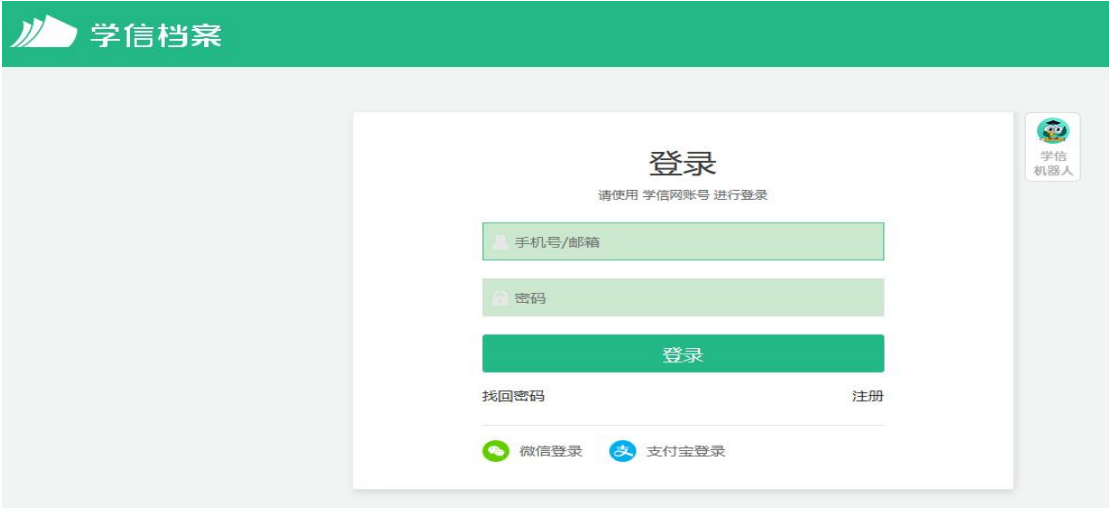 学信档案
登录
请使用 学信网账号 进行登录
手机号/邮箱
密码
登录
找回密码 注册
微信登录 支付宝登录
学信
机器人